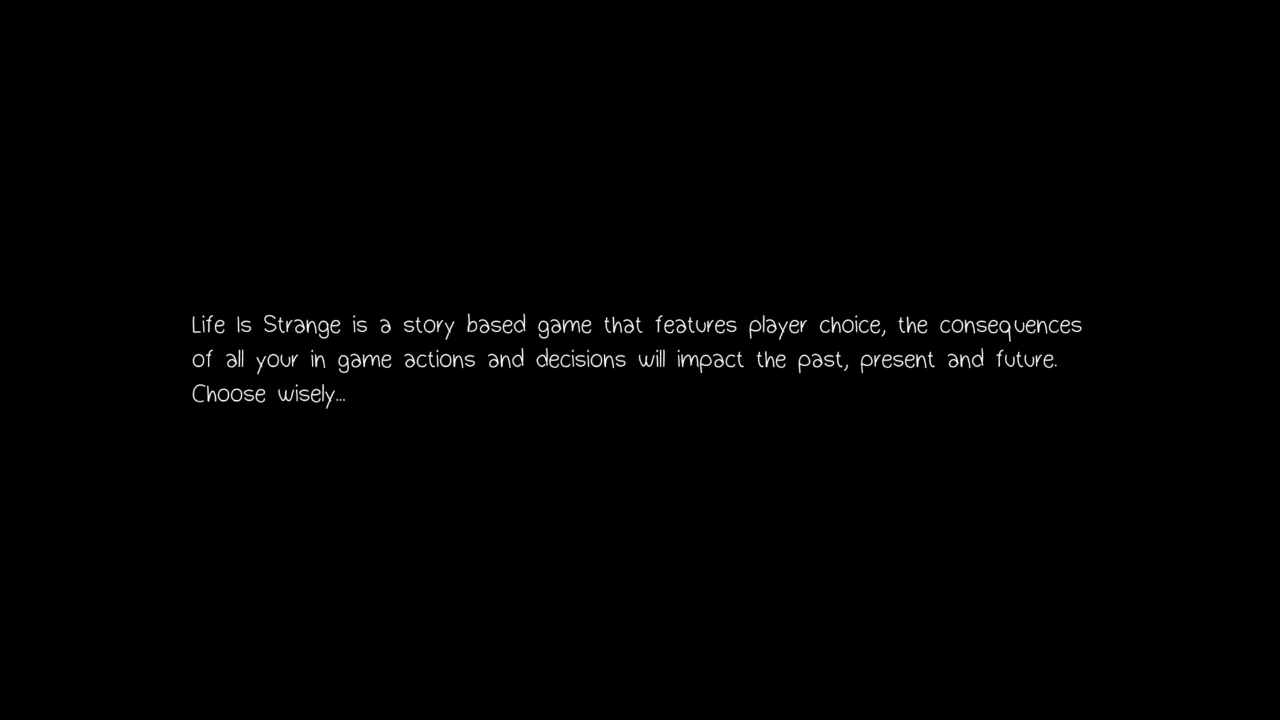 Life Is Strange is a story based game that features player choice, the consequences
of all your in game actions and decisions will impact the past, present and future.
Choose wisely...